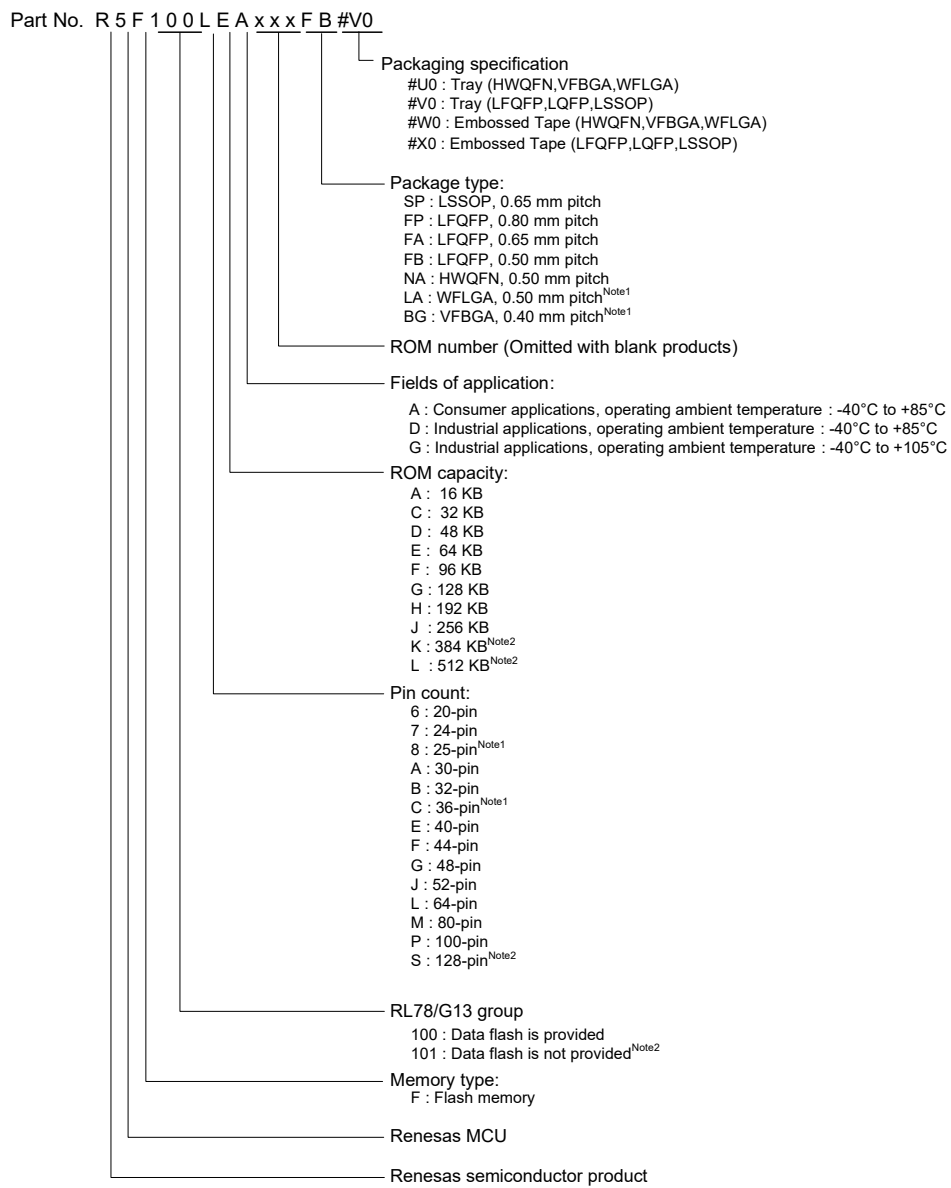 Part No. R 5 F 1 0 0 L E A x x x F B #V0
Packaging specification
#U0 : Tray (HWQFN,VFBGA,WFLGA)
#V0 : Tray (LFQFP,LQFP,LSSOP)
#W0 : Embossed Tape (HWQFN,VFBGA,WFLGA)
#X0 : Embossed Tape (LFQFP,LQFP,LSSOP)
Package type:
SP : LSSOP, 0.65 mm pitch
FP : LFQFP, 0.80 mm pitch
FA : LFQFP, 0.65 mm pitch
FB : LFQFP, 0.50 mm pitch
NA : HWQFN, 0.50 mm pitch
LA : WFLGA, 0.50 mm pitchNote1
BG : VFBGA, 0.40 mm pitchNote1
ROM number (Omitted with blank products)
Fields of application:
A : Consumer applications, operating ambient temperature : -40°C to +85°C
D : Industrial applications, operating ambient temperature : -40°C to +85°C
G : Industrial applications, operating ambient temperature : -40°C to +105°C
ROM capacity:
A : 16 KB
C : 32 KB
D : 48 KB
E : 64 KB
F : 96 KB
G : 128 KB
H : 192 KB
J : 256 KB
K : 384 KBNote2
L : 512 KBNote2
Pin count:
6 : 20-pin
7 : 24-pin
8 : 25-pinNote1
A : 30-pin
B : 32-pin
C : 36-pinNote1
E : 40-pin
F : 44-pin
G : 48-pin
J : 52-pin
L : 64-pin
M : 80-pin
P : 100-pin
S : 128-pinNote2
RL78/G13 group
100 : Data flash is provided
101 : Data flash is not providedNote2
Memory type:
F : Flash memory
Renesas MCU
Renesas semiconductor product